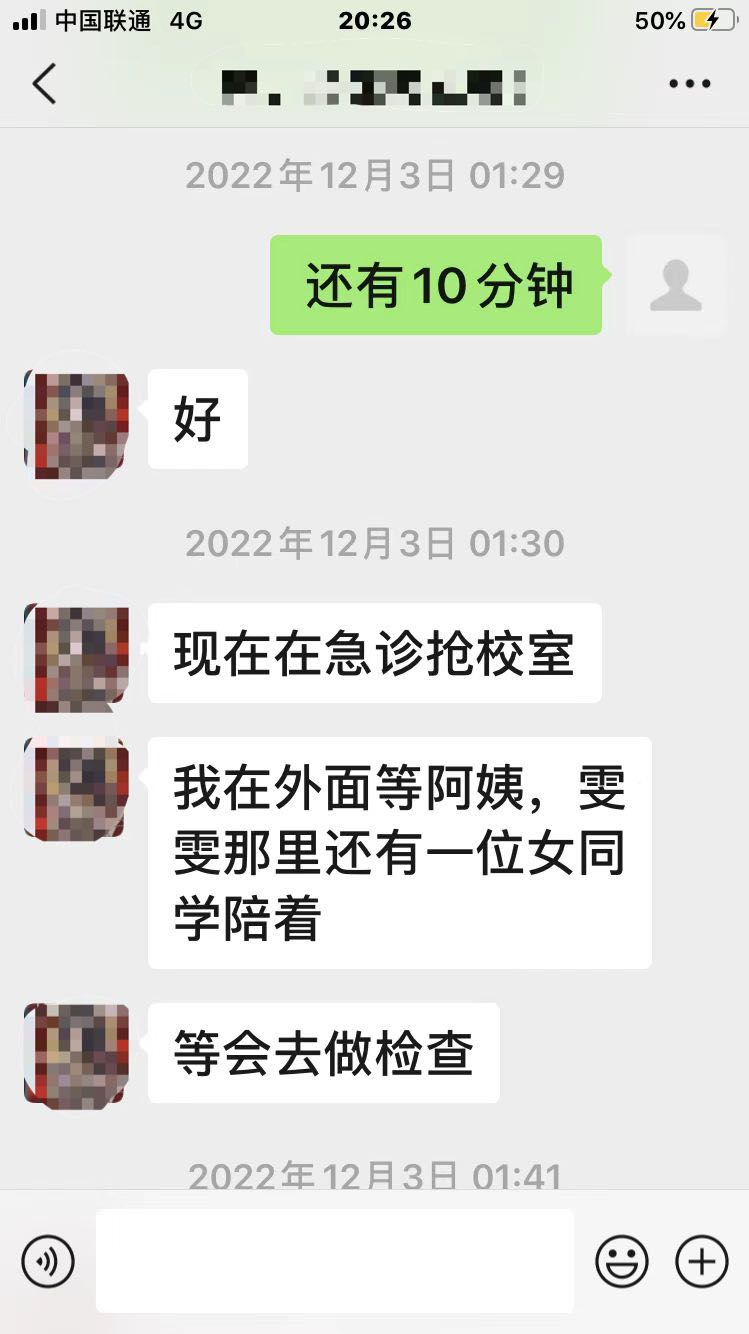 中国联通 4G 20:26 50%
2022年12月3日 01:29
还有10分钟
好
2022年12月3日 01:30
现在在急诊抢校室
我在外面等阿姨，雯
雯那里还有一位女同
学陪着
等会去做检查
2022年12月3日 01:41